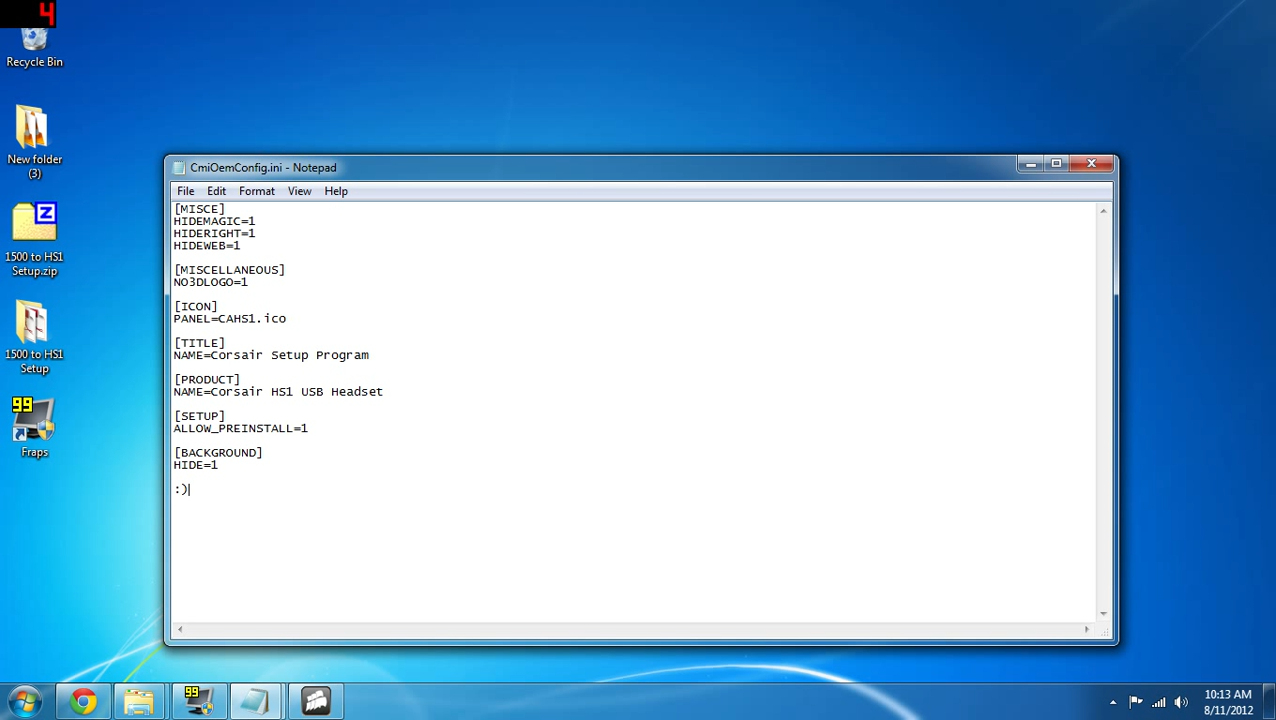 4
Recycle Bin
New folder
(3)
Z
1500 to HS1
Setup.zip
1500 to HS1
Setup
99
Fraps
CmiOemConfig.ini - Notepad
File Edit Format View Help
[MISCE]
HIDEMAGIC=1
HIDERIGHT=1
HIDEWEB=1
[MISCELLANEOUS]
NO3DLOGO=1
[ICON]
PANEL=CAHS1.ico
[TITLE]
NAME=Corsair Setup Program
[PRODUCT]
NAME=Corsair HS1 USB Headset
[SETUP]
ALLOW_PREINSTALL=1
[BACKGROUND]
HIDE=1
:)
99
10:13 AM
8/11/2012